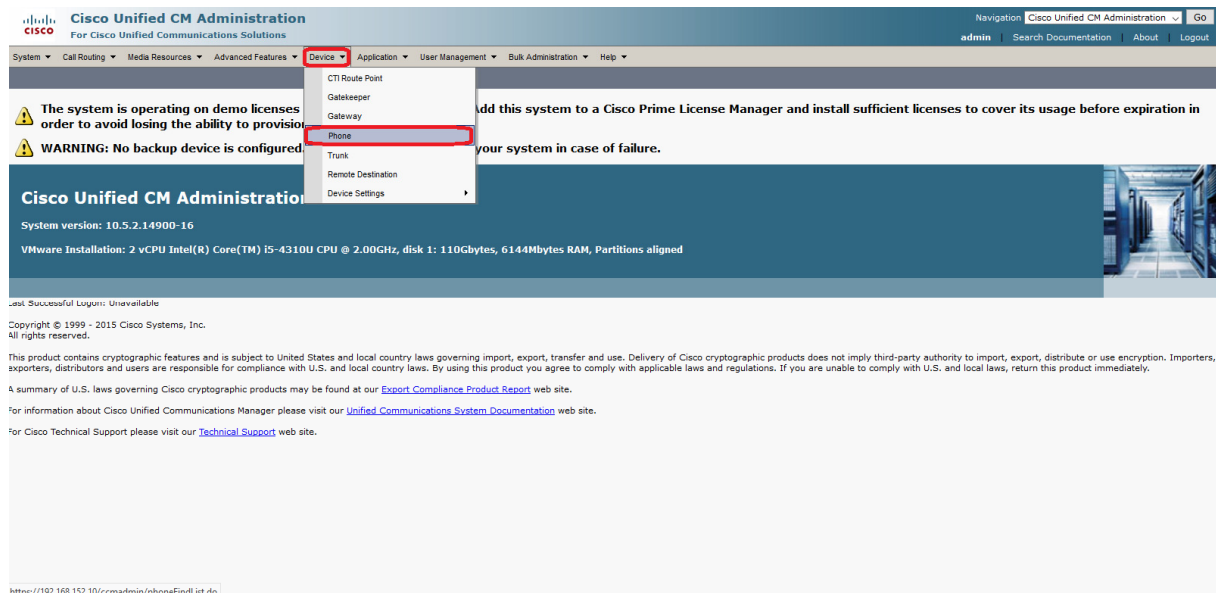 Cisco Unified CM Administration
For Cisco Unified Communications Solutions
Navigation Cisco Unified CM Administration Go
admin | Search Documentation | About | Logout
System Call Routing Media Resources Advanced Features Device Application User Management Bulk Administration Help
CTI Route Point
Gatekeeper
Gateway
Phone
Trunk
Remote Destination
Device Settings
The system is operating on demo licenses Add this system to a Cisco Prime License Manager and install sufficient licenses to cover its usage before expiration in
order to avoid losing the ability to provision
WARNING: No backup device is configured. your system in case of failure.
Cisco Unified CM Administration
System version: 10.5.2.14900-16
VMware Installation: 2 vCPU Intel(R) Core(TM) i5-4310U CPU @ 2.00GHz, disk 1: 110Gbytes, 6144Mbytes RAM, Partitions aligned
Last Successful Logon: Unavailable
Copyright © 1999 - 2015 Cisco Systems, Inc.
All rights reserved.
This product contains cryptographic features and is subject to United States and local country laws governing import, export, transfer and use. Delivery of Cisco cryptographic products does not imply third-party authority to import, export, distribute or use encryption. Importers,
exporters, distributors and users are responsible for compliance with U.S. and local country laws. By using this product you agree to comply with applicable laws and regulations. If you are unable to comply with U.S. and local laws, return this product immediately.
A summary of U.S. laws governing Cisco cryptographic products may be found at our Export Compliance Product Report web site.
For information about Cisco Unified Communications Manager please visit our Unified Communications System Documentation web site.
For Cisco Technical Support please visit our Technical Support web site.
https://192.168.152.10/ccmadmin/phoneFindList.do
CISCO